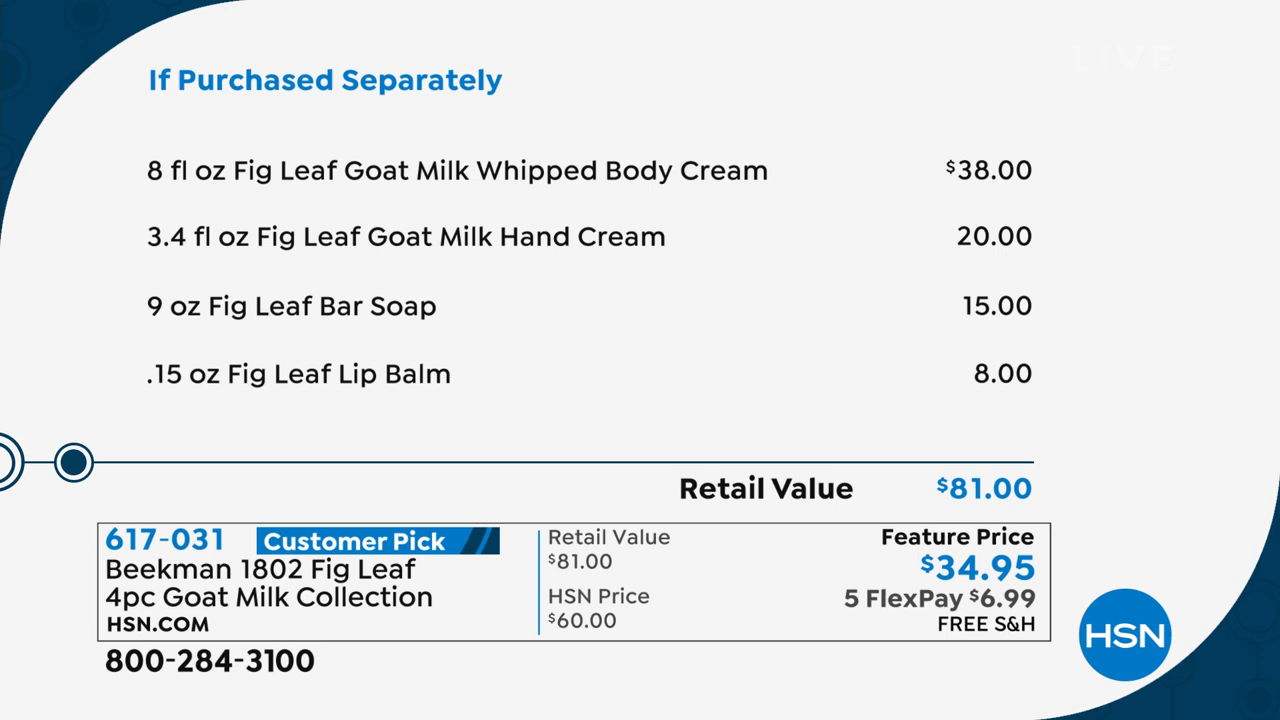 LIVE
If Purchased Separately
8 fl oz Fig Leaf Goat Milk Whipped Body Cream $38.00
3.4 fl oz Fig Leaf Goat Milk Hand Cream 20.00
9 oz Fig Leaf Bar Soap 15.00
.15 oz Fig Leaf Lip Balm 8.00
Retail Value $81.00
617-031 Customer Pick
Beekman 1802 Fig Leaf
4pc Goat Milk Collection
HSN.COM
Retail Value
$81.00
HSN Price
$60.00
Feature Price
$34.95
5 FlexPay $6.99
FREE S&H
HSN
800-284-3100